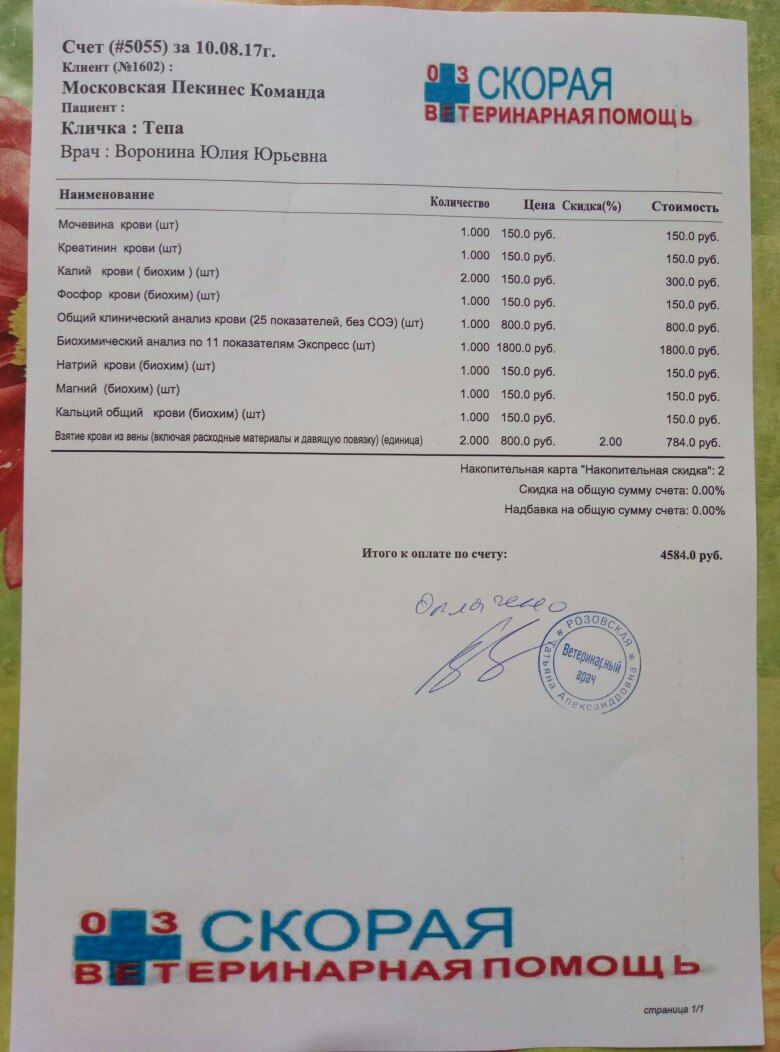 Счет (#5055) за 10.08.17г.
Клиент (№1602) :
Московская Пекинес Команда
Пациент :
Кличка : Тепа
Врач : Воронина Юлия Юрьевна
03 СКОРАЯ
ВЕТЕРИНАРНАЯ ПОМОЩЬ
Наименование Количество Цена Скидка(%) Стоимость
Мочевина крови (шт) 1.000 150.0 руб. 150.0 руб.
Креатинин крови (шт) 1.000 150.0 руб. 150.0 руб.
Калий крови ( биохим ) (шт) 2.000 150.0 руб. 300.0 руб.
Фосфор крови (биохим) (шт) 1.000 150.0 руб. 150.0 руб.
Общий клинический анализ крови (25 показателей, без СОЭ) (шт) 1.000 800.0 руб. 800.0 руб.
Биохимический анализ по 11 показателям Экспресс (шт) 1.000 1800.0 руб. 1800.0 руб.
Натрий крови (биохим) (шт) 1.000 150.0 руб. 150.0 руб.
Магний (биохим) (шт) 1.000 150.0 руб. 150.0 руб.
Кальций общий крови (биохим) (шт) 1.000 150.0 руб. 150.0 руб.
Взятие крови из вены (включая расходные материалы и давящую повязку) (единица) 2.000 800.0 руб. 2.00 784.0 руб.
Накопительная карта "Накопительная скидка": 2
Скидка на общую сумму счета: 0.00%
Надбавка на общую сумму счета: 0.00%
Итого к оплате по счету: 4584.0 руб.
Оплачено
* РОЗОВСКАЯ *
Татьяна Александровна
Ветеринарный
врач
03 СКОРАЯ
ВЕТЕРИНАРНАЯ ПОМОЩЬ
страница 1/1